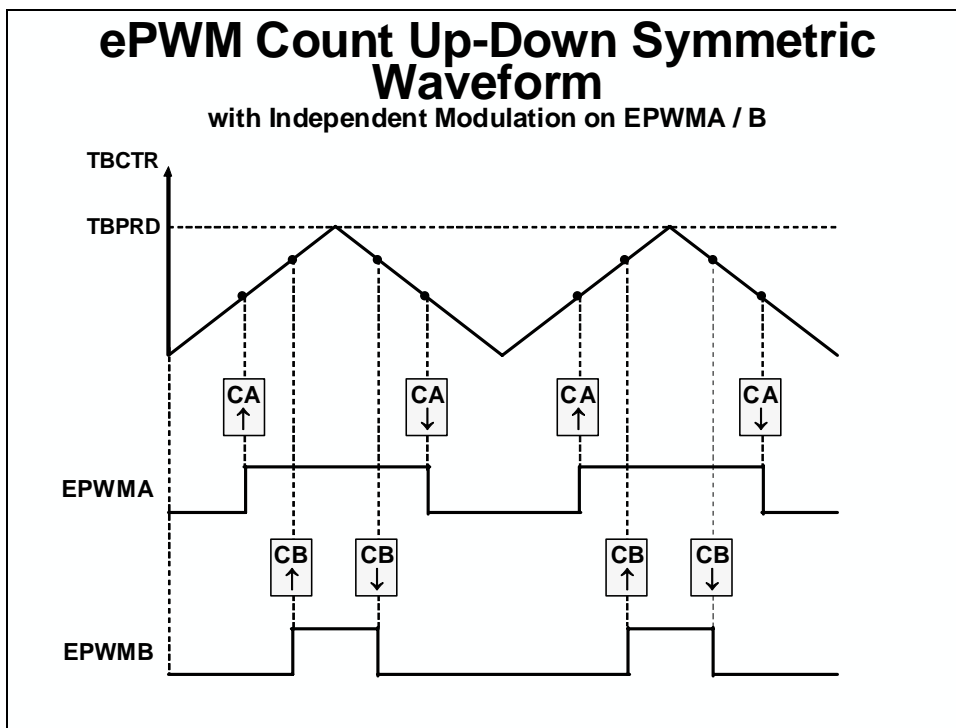 ePWM Count Up-Down Symmetric
Waveform
with Independent Modulation on EPWMA / B
TBCTR
TBPRD
CA
↑
CA
↓
CA
↑
CA
↓
EPWMA
CB
↑
CB
↓
CB
↑
CB
↓
EPWMB